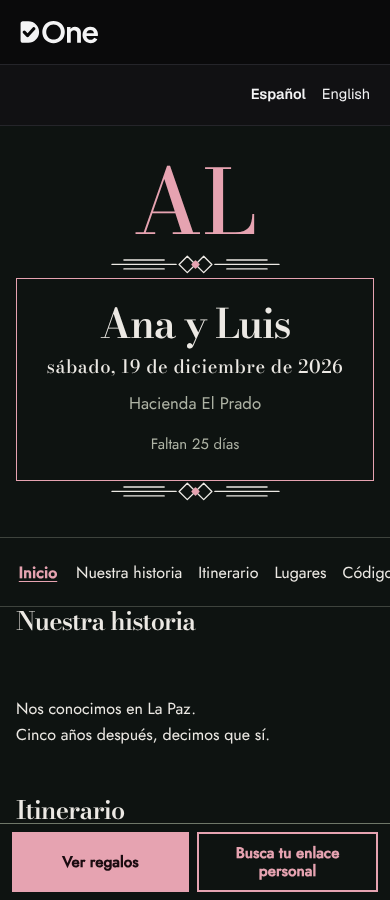 One
Español English
AL
Ana y Luis
sábado, 19 de diciembre de 2026
Hacienda El Prado
Faltan 25 días
Inicio Nuestra historia Itinerario Lugares Código
Nuestra historia
Nos conocimos en La Paz.
Cinco años después, decimos que sí.
Itinerario
Ver regalos
Busca tu enlace
personal